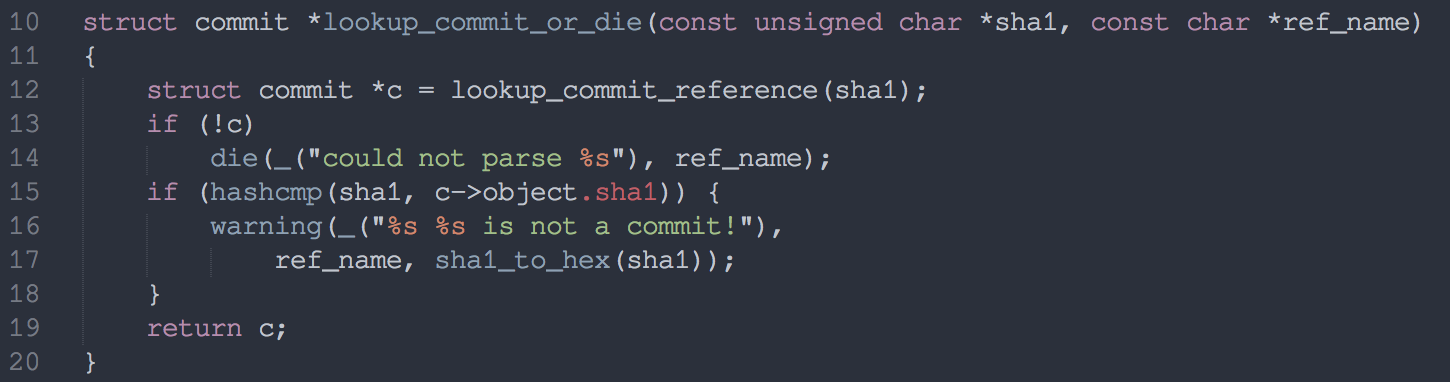 10 struct commit *lookup_commit_or_die(const unsigned char *sha1, const char *ref_name)
11 {
12     struct commit *c = lookup_commit_reference(sha1);
13     if (!c)
14         die(_("could not parse %s"), ref_name);
15     if (hashcmp(sha1, c->object.sha1)) {
16         warning(_("%s %s is not a commit!"),
17             ref_name, sha1_to_hex(sha1));
18     }
19     return c;
20 }